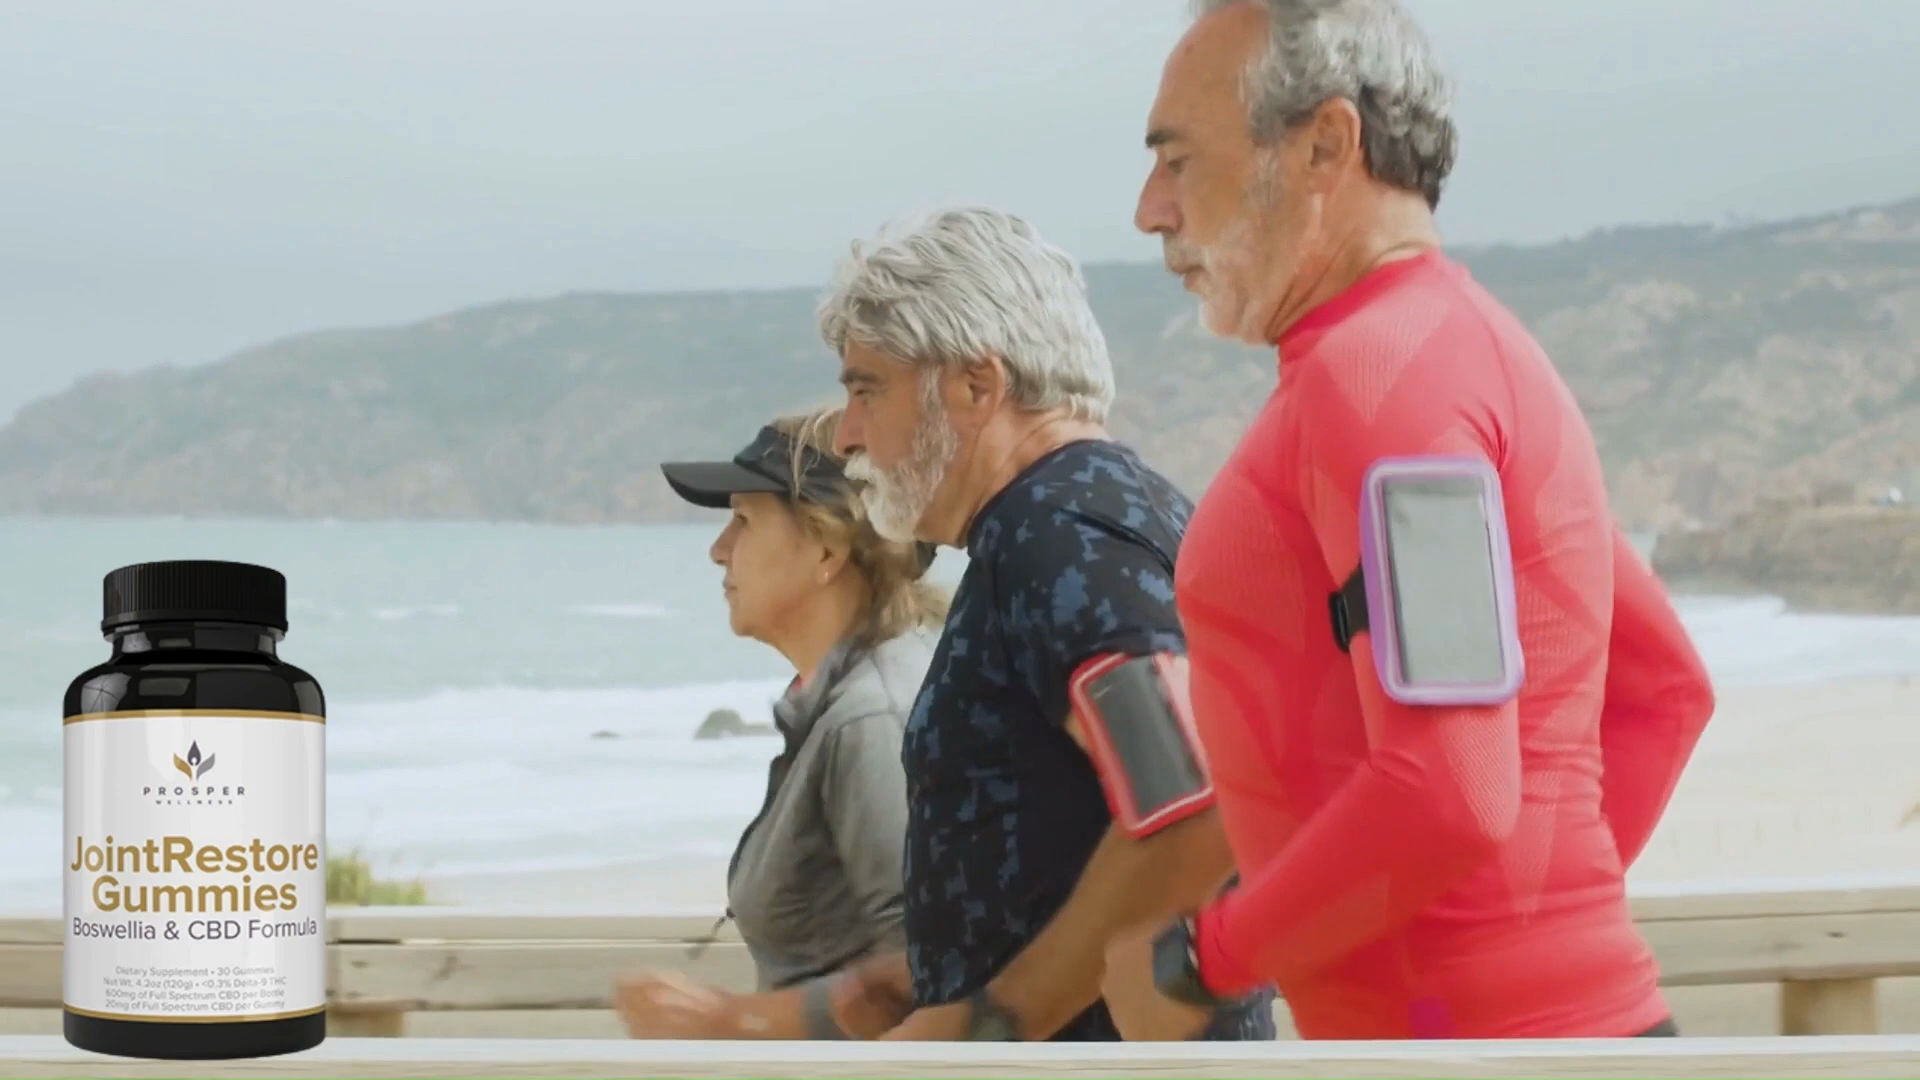 PROSPER
WELLNESS
JointRestore
Gummies
Boswellia & CBD Formula
Dietary Supplement • 30 Gummies
Net Wt. 4.2oz (120g) • <0.3% Delta-9 THC
600mg of Full Spectrum CBD per Bottle
20mg of Full Spectrum CBD per Gummy